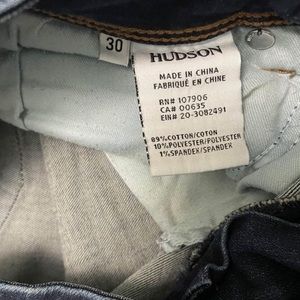 30
HUDSON
MADE IN CHINA
FABRIQUÉ EN CHINE
RN# 107906
CA# 00635
EIN# 20-3082491
89%COTTON/COTON
10%POLYESTER/POLYESTER
1%SPANDEX/SPANDEX